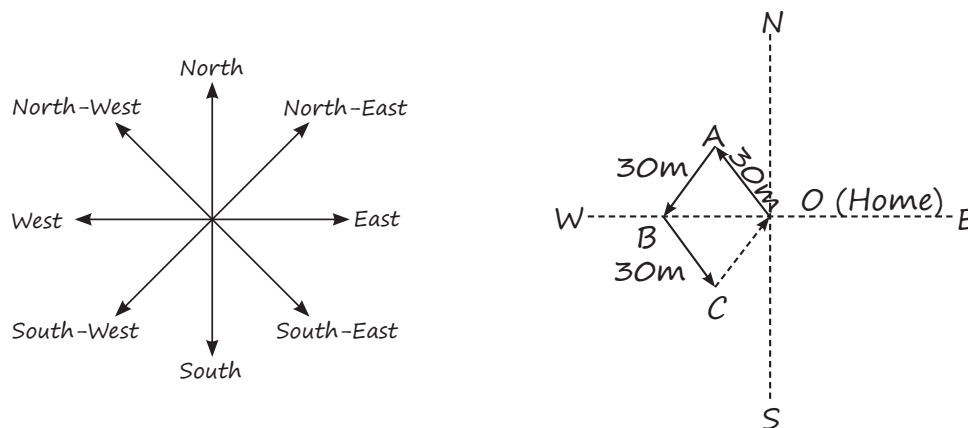 North
North-West
North-East
West
East
South-West
South-East
South
N
A
30m
30m
W
O (Home)
E
B
30m
C
S